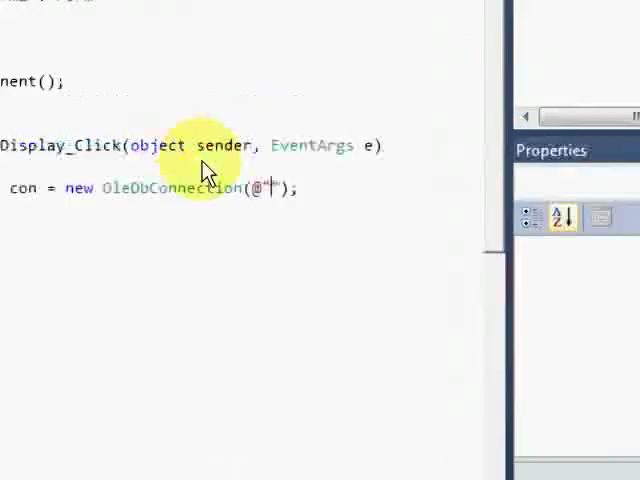 nent();
Display_Click(object sender, EventArgs e)
con = new OleDbConnection(@"");
Properties